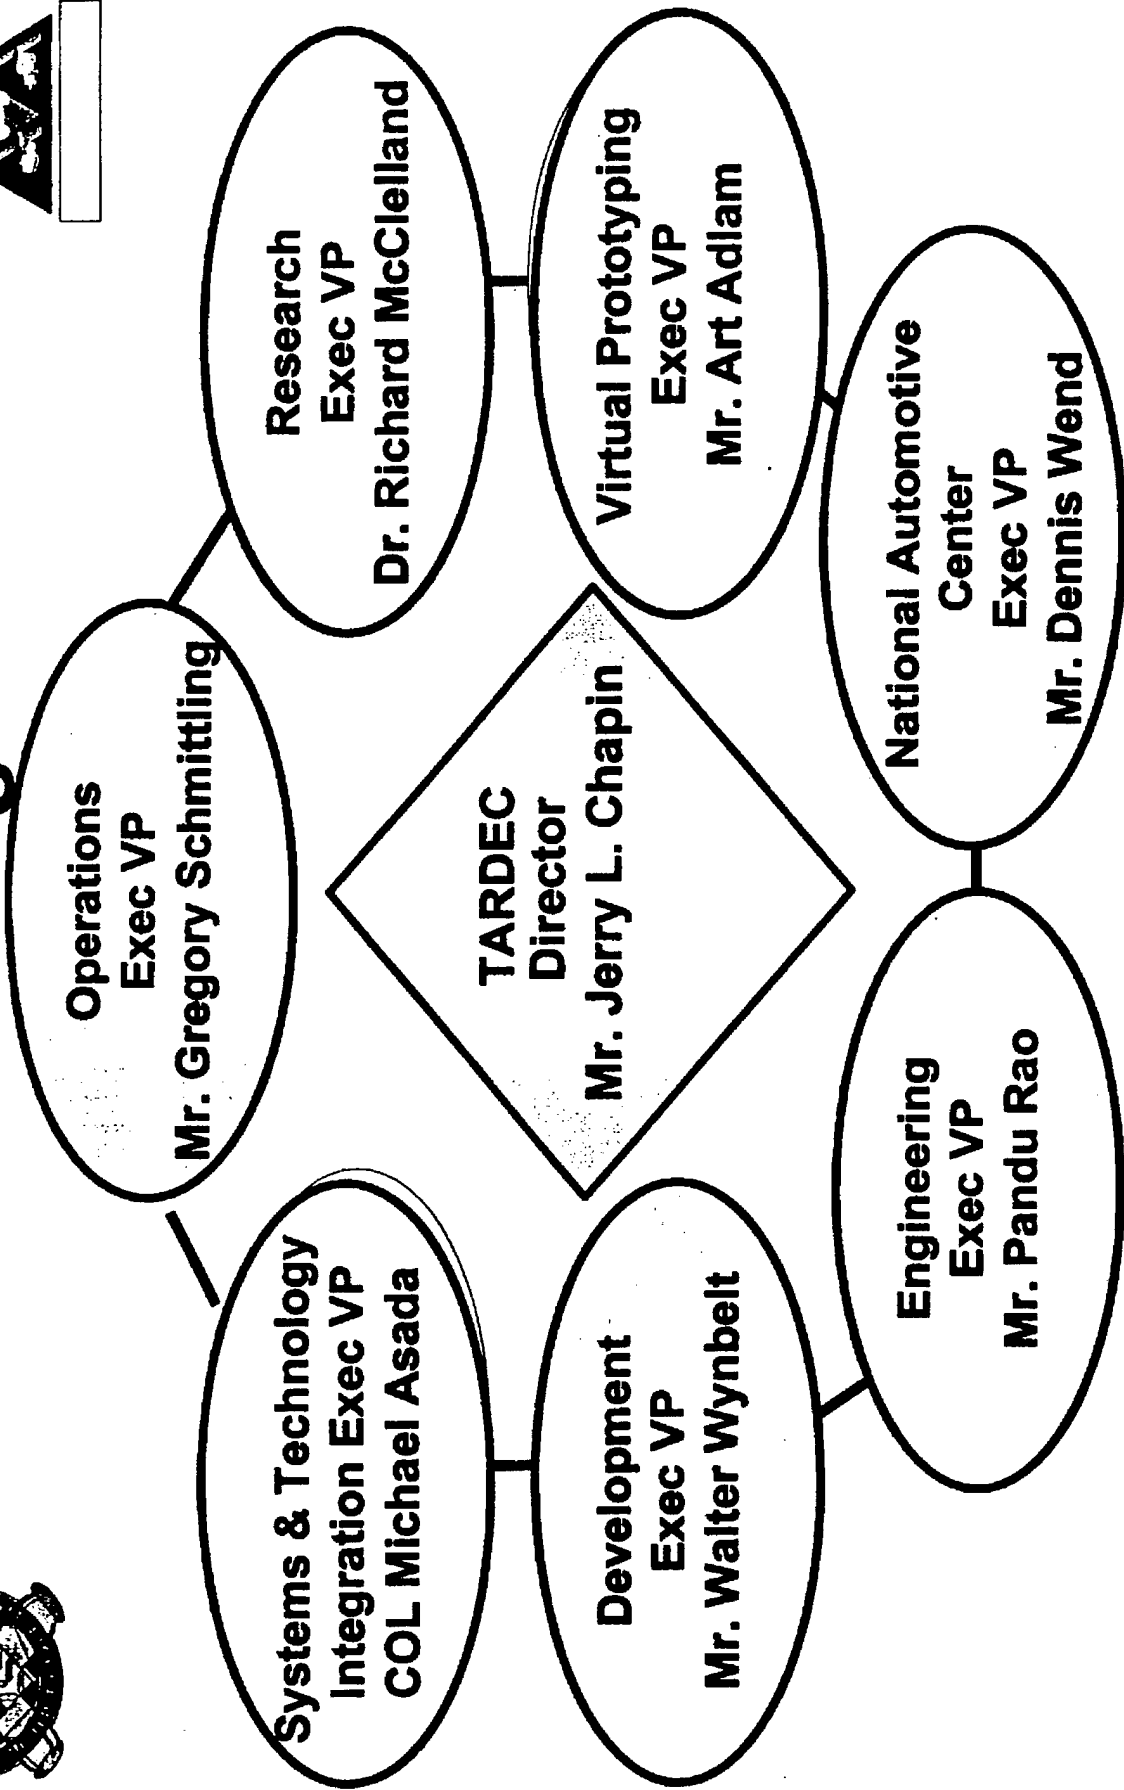 Operations
Exec VP
Mr. Gregory Schmittling
Systems & Technology
Integration Exec VP
COL Michael Asada
Research
Exec VP
Dr. Richard McClelland
TARDEC
Director
Mr. Jerry L. Chapin
Development
Exec VP
Mr. Walter Wynbelt
Virtual Prototyping
Exec VP
Mr. Art Adlam
Engineering
Exec VP
Mr. Pandu Rao
National Automotive
Center
Exec VP
Mr. Dennis Wend